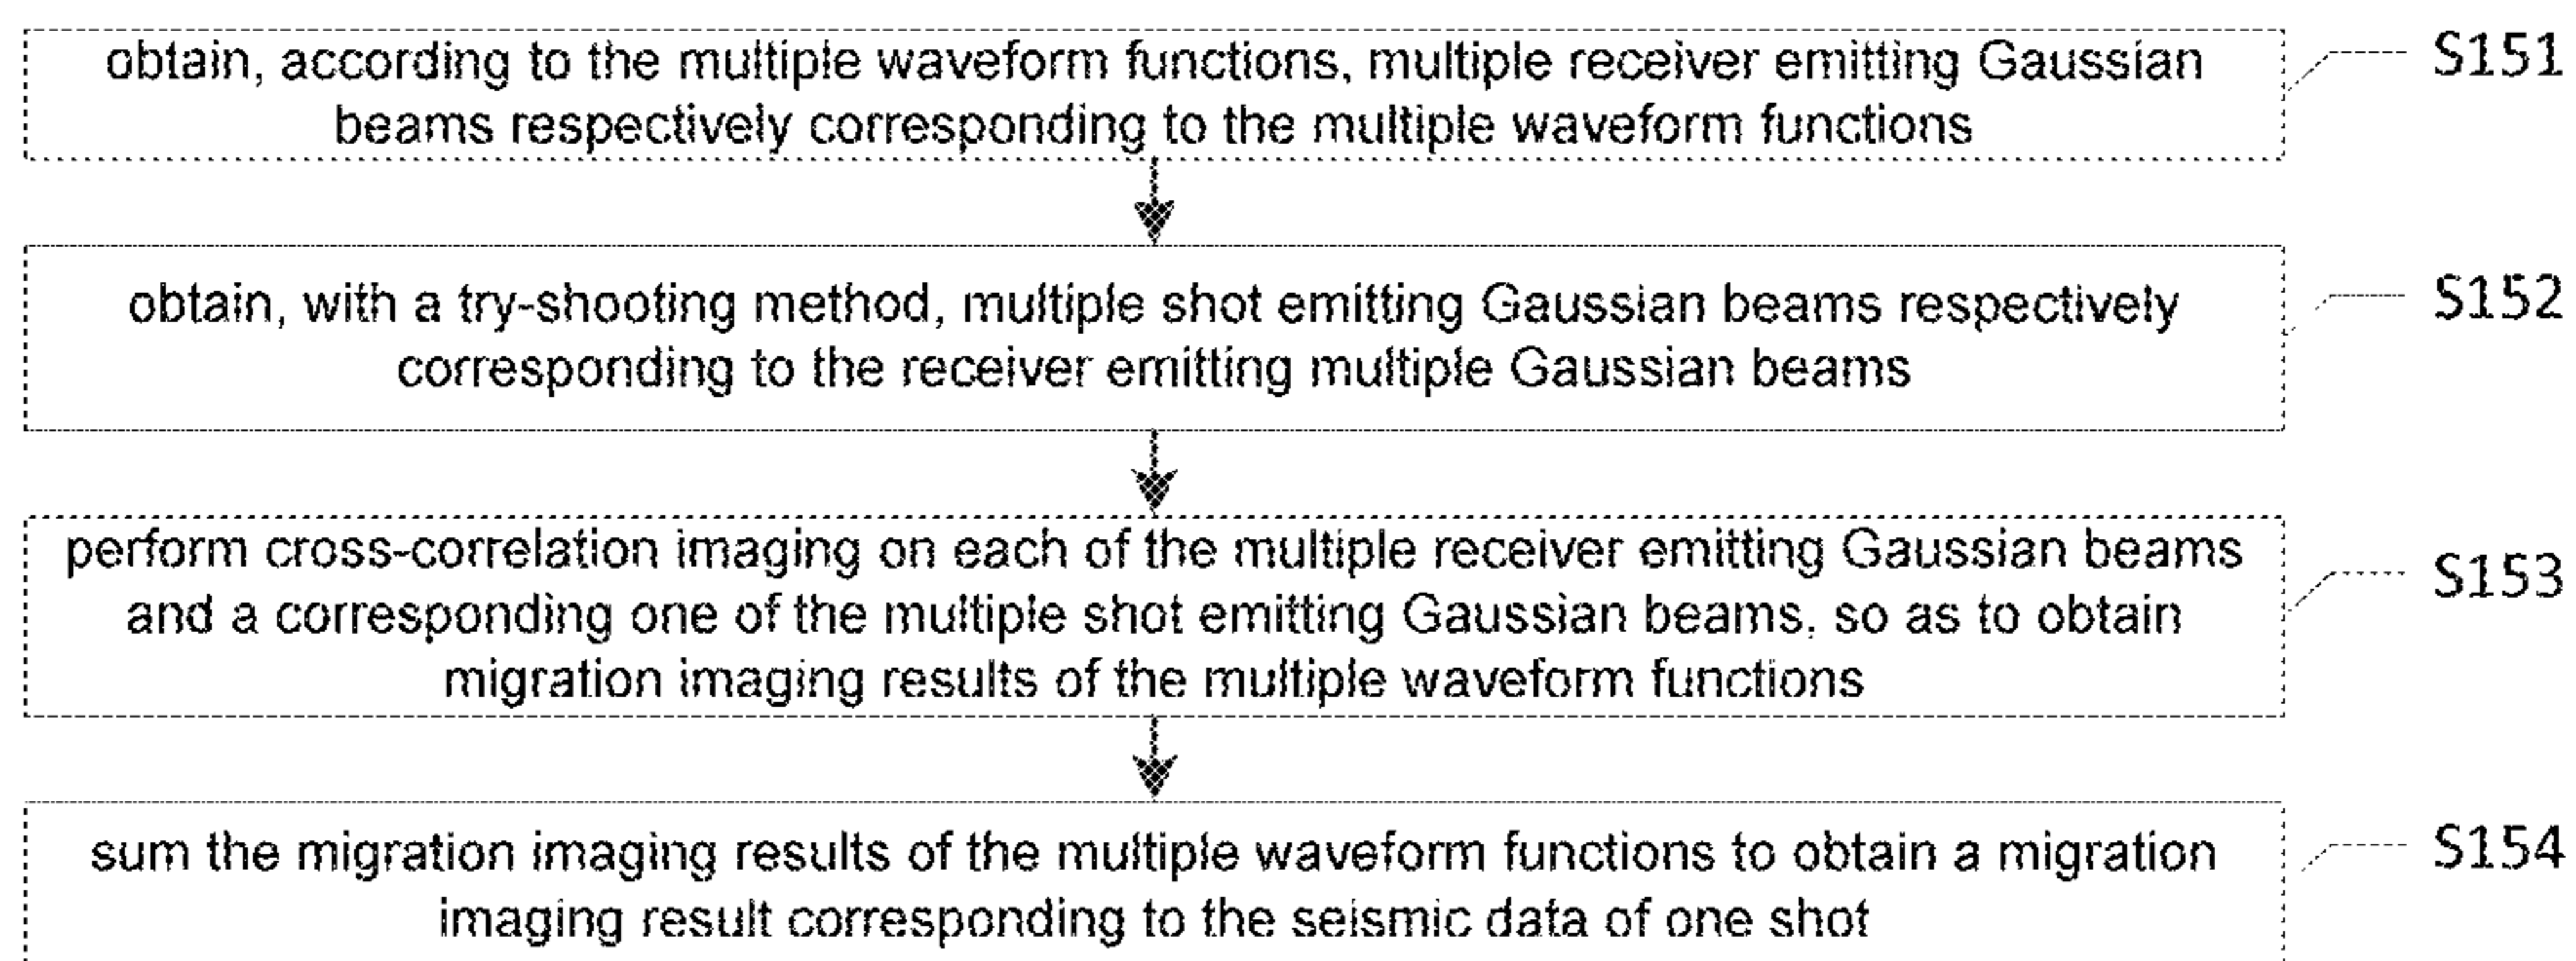 obtain, according to the multiple waveform functions, multiple receiver emitting Gaussian
beams respectively corresponding to the multiple waveform functions
S151
obtain, with a try-shooting method, multiple shot emitting Gaussian beams respectively
corresponding to the receiver emitting multiple Gaussian beams
S152
perform cross-correlation imaging on each of the multiple receiver emitting Gaussian beams
and a corresponding one of the multiple shot emitting Gaussian beams, so as to obtain
migration imaging results of the multiple waveform functions
S153
sum the migration imaging results of the multiple waveform functions to obtain a migration
imaging result corresponding to the seismic data of one shot
S154